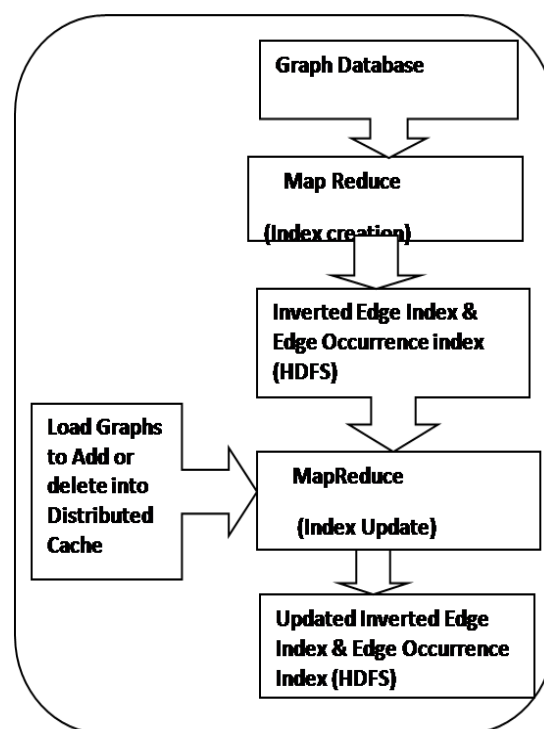 Graph Database
Map Reduce
(Index creation)
Inverted Edge Index &
Edge Occurrence index
(HDFS)
Load Graphs
to Add or
delete into
Distributed
Cache
MapReduce
(Index Update)
Updated Inverted Edge
Index & Edge Occurrence
Index (HDFS)